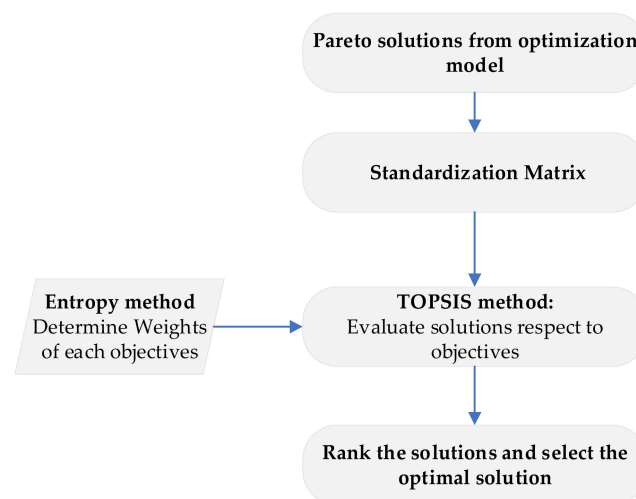 Pareto solutions from optimization
model
Standardization Matrix
Entropy method
Determine Weights
of each objectives
TOPSIS method:
Evaluate solutions respect to
objectives
Rank the solutions and select the
optimal solution